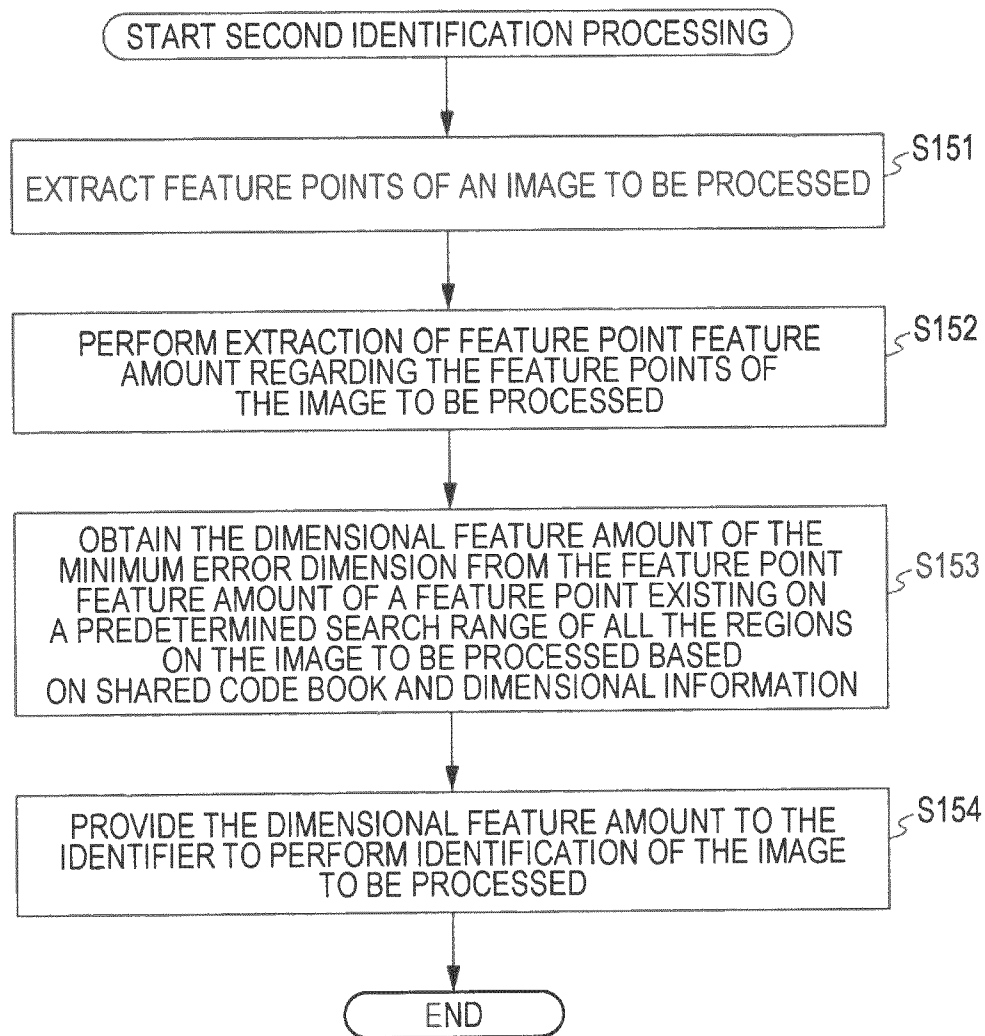 START SECOND IDENTIFICATION PROCESSING
S151
EXTRACT FEATURE POINTS OF AN IMAGE TO BE PROCESSED
S152
PERFORM EXTRACTION OF FEATURE POINT FEATURE
AMOUNT REGARDING THE FEATURE POINTS OF
THE IMAGE TO BE PROCESSED
S153
OBTAIN THE DIMENSIONAL FEATURE AMOUNT OF THE
MINIMUM ERROR DIMENSION FROM THE FEATURE POINT
FEATURE AMOUNT OF A FEATURE POINT EXISTING ON
A PREDETERMINED SEARCH RANGE OF ALL THE REGIONS
ON THE IMAGE TO BE PROCESSED BASED
ON SHARED CODE BOOK AND DIMENSIONAL INFORMATION
S154
PROVIDE THE DIMENSIONAL FEATURE AMOUNT TO THE
IDENTIFIER TO PERFORM IDENTIFICATION OF THE IMAGE
TO BE PROCESSED
END